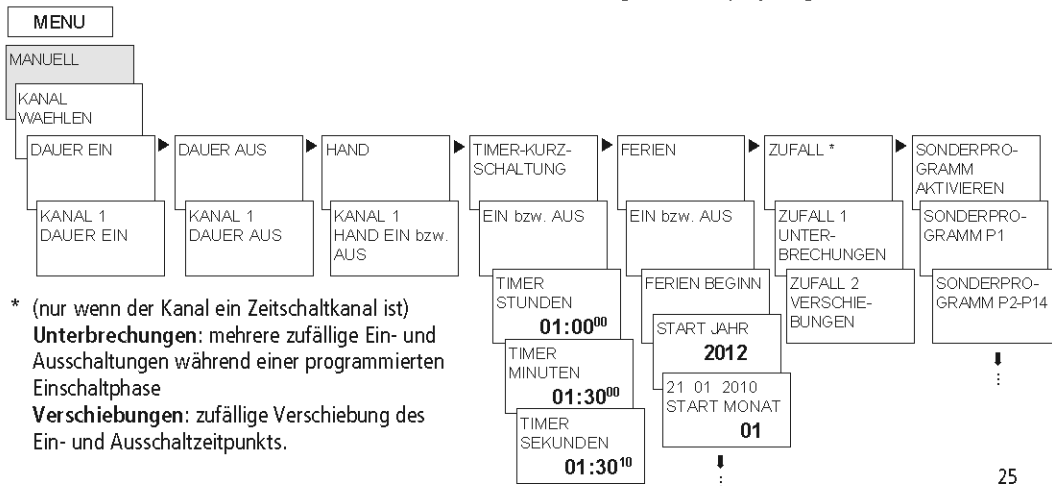 MENU
MANUELL
KANAL
WAEHLEN
DAUER EIN
KANAL 1
DAUER EIN
DAUER AUS
KANAL 1
DAUER AUS
HAND
KANAL 1
HAND EIN bzw.
AUS
TIMER-KURZ-
SCHALTUNG
EIN bzw. AUS
TIMER
STUNDEN
01:00⁰⁰
TIMER
MINUTEN
01:30⁰⁰
TIMER
SEKUNDEN
01:30¹⁰
FERIEN
EIN bzw. AUS
FERIEN BEGINN
START JAHR
2012
21 01 2010
START MONAT
01
ZUFALL *
ZUFALL 1
UNTER-
BRECHUNGEN
ZUFALL 2
VERSCHIE-
BUNGEN
SONDERPRO-
GRAMM
AKTIVIEREN
SONDERPRO-
GRAMM P1
SONDERPRO-
GRAMM P2-P14
* (nur wenn der Kanal ein Zeitschaltkanal ist)
Unterbrechungen: mehrere zufällige Ein- und
Ausschaltungen während einer programmierten
Einschaltphase
Verschiebungen: zufällige Verschiebung des
Ein- und Ausschaltzeitpunkts.
25